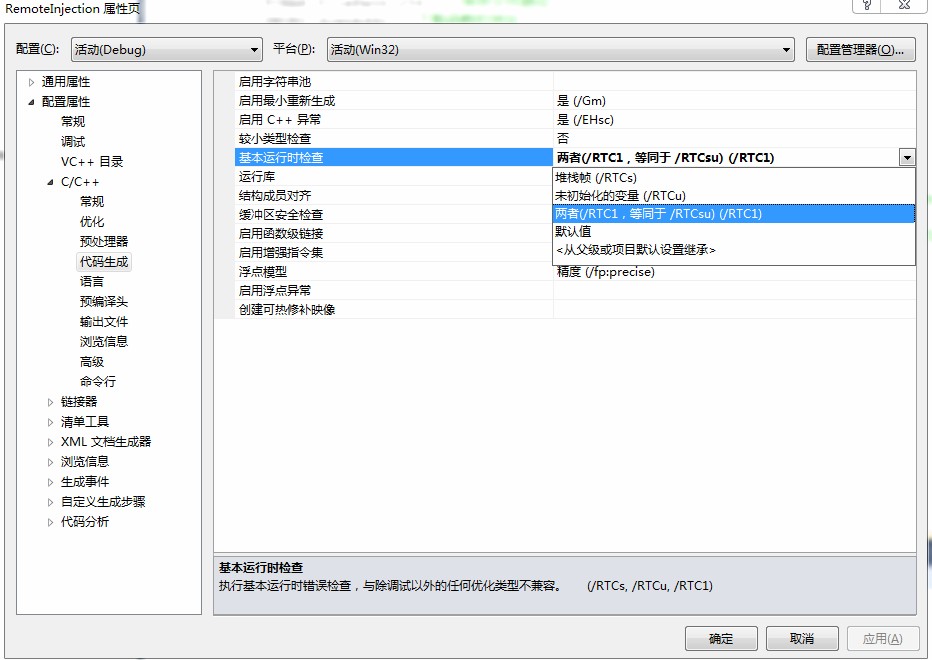 RemoteInjection 属性页
配置(C): 活动(Debug) 平台(P): 活动(Win32) 配置管理器(O)...
通用属性
配置属性
常规
调试
VC++ 目录
C/C++
常规
优化
预处理器
代码生成
语言
预编译头
输出文件
浏览信息
高级
命令行
链接器
清单工具
XML 文档生成器
浏览信息
生成事件
自定义生成步骤
代码分析
启用字符串池
启用最小重新生成 是 (/Gm)
启用 C++ 异常 是 (/EHsc)
较小类型检查 否
基本运行时检查 两者(/RTC1，等同于 /RTCsu) (/RTC1)
运行库
结构成员对齐
缓冲区安全检查
启用函数级链接
启用增强指令集
浮点模型 精度 (/fp:precise)
启用浮点异常
创建可热修补映像
堆栈帧 (/RTCs)
未初始化的变量 (/RTCu)
两者(/RTC1，等同于 /RTCsu) (/RTC1)
默认值
<从父级或项目默认设置继承>
基本运行时检查
执行基本运行时错误检查，与除调试以外的任何优化类型不兼容。 (/RTCs, /RTCu, /RTC1)
确定 取消 应用(A)